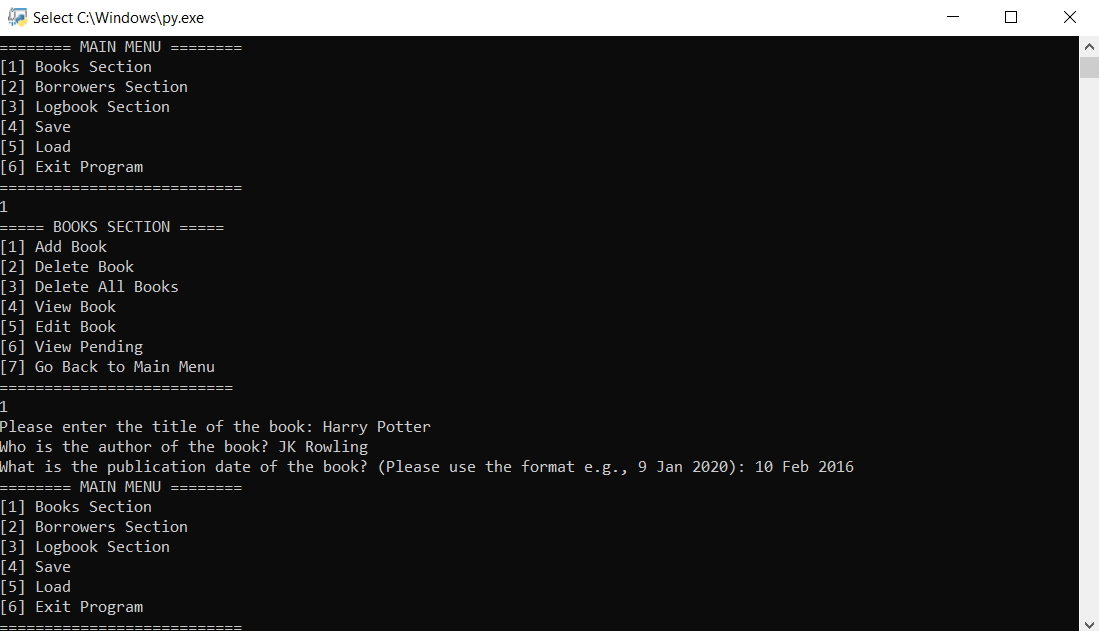 Select C:\Windows\py.exe
======== MAIN MENU ========
[1] Books Section
[2] Borrowers Section
[3] Logbook Section
[4] Save
[5] Load
[6] Exit Program
===========================
1
===== BOOKS SECTION =====
[1] Add Book
[2] Delete Book
[3] Delete All Books
[4] View Book
[5] Edit Book
[6] View Pending
[7] Go Back to Main Menu
==========================
1
Please enter the title of the book: Harry Potter
Who is the author of the book? JK Rowling
What is the publication date of the book? (Please use the format e.g., 9 Jan 2020): 10 Feb 2016
======== MAIN MENU ========
[1] Books Section
[2] Borrowers Section
[3] Logbook Section
[4] Save
[5] Load
[6] Exit Program
===========================